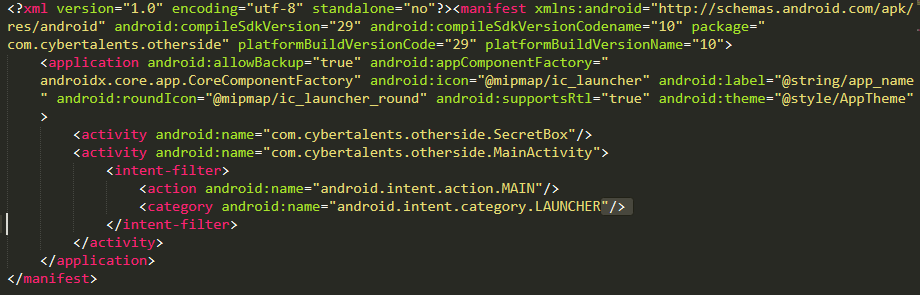 <?xml version="1.0" encoding="utf-8" standalone="no"?><manifest xmlns:android="http://schemas.android.com/apk/
res/android" android:compileSdkVersion="29" android:compileSdkVersionCodename="10" package="
com.cybertalents.otherside" platformBuildVersionCode="29" platformBuildVersionName="10">
    <application android:allowBackup="true" android:appComponentFactory="
    androidx.core.app.CoreComponentFactory" android:icon="@mipmap/ic_launcher" android:label="@string/app_name
    " android:roundIcon="@mipmap/ic_launcher_round" android:supportsRtl="true" android:theme="@style/AppTheme"
    >
        <activity android:name="com.cybertalents.otherside.SecretBox"/>
        <activity android:name="com.cybertalents.otherside.MainActivity">
            <intent-filter>
                <action android:name="android.intent.action.MAIN"/>
                <category android:name="android.intent.category.LAUNCHER"/>
            </intent-filter>
        </activity>
    </application>
</manifest>